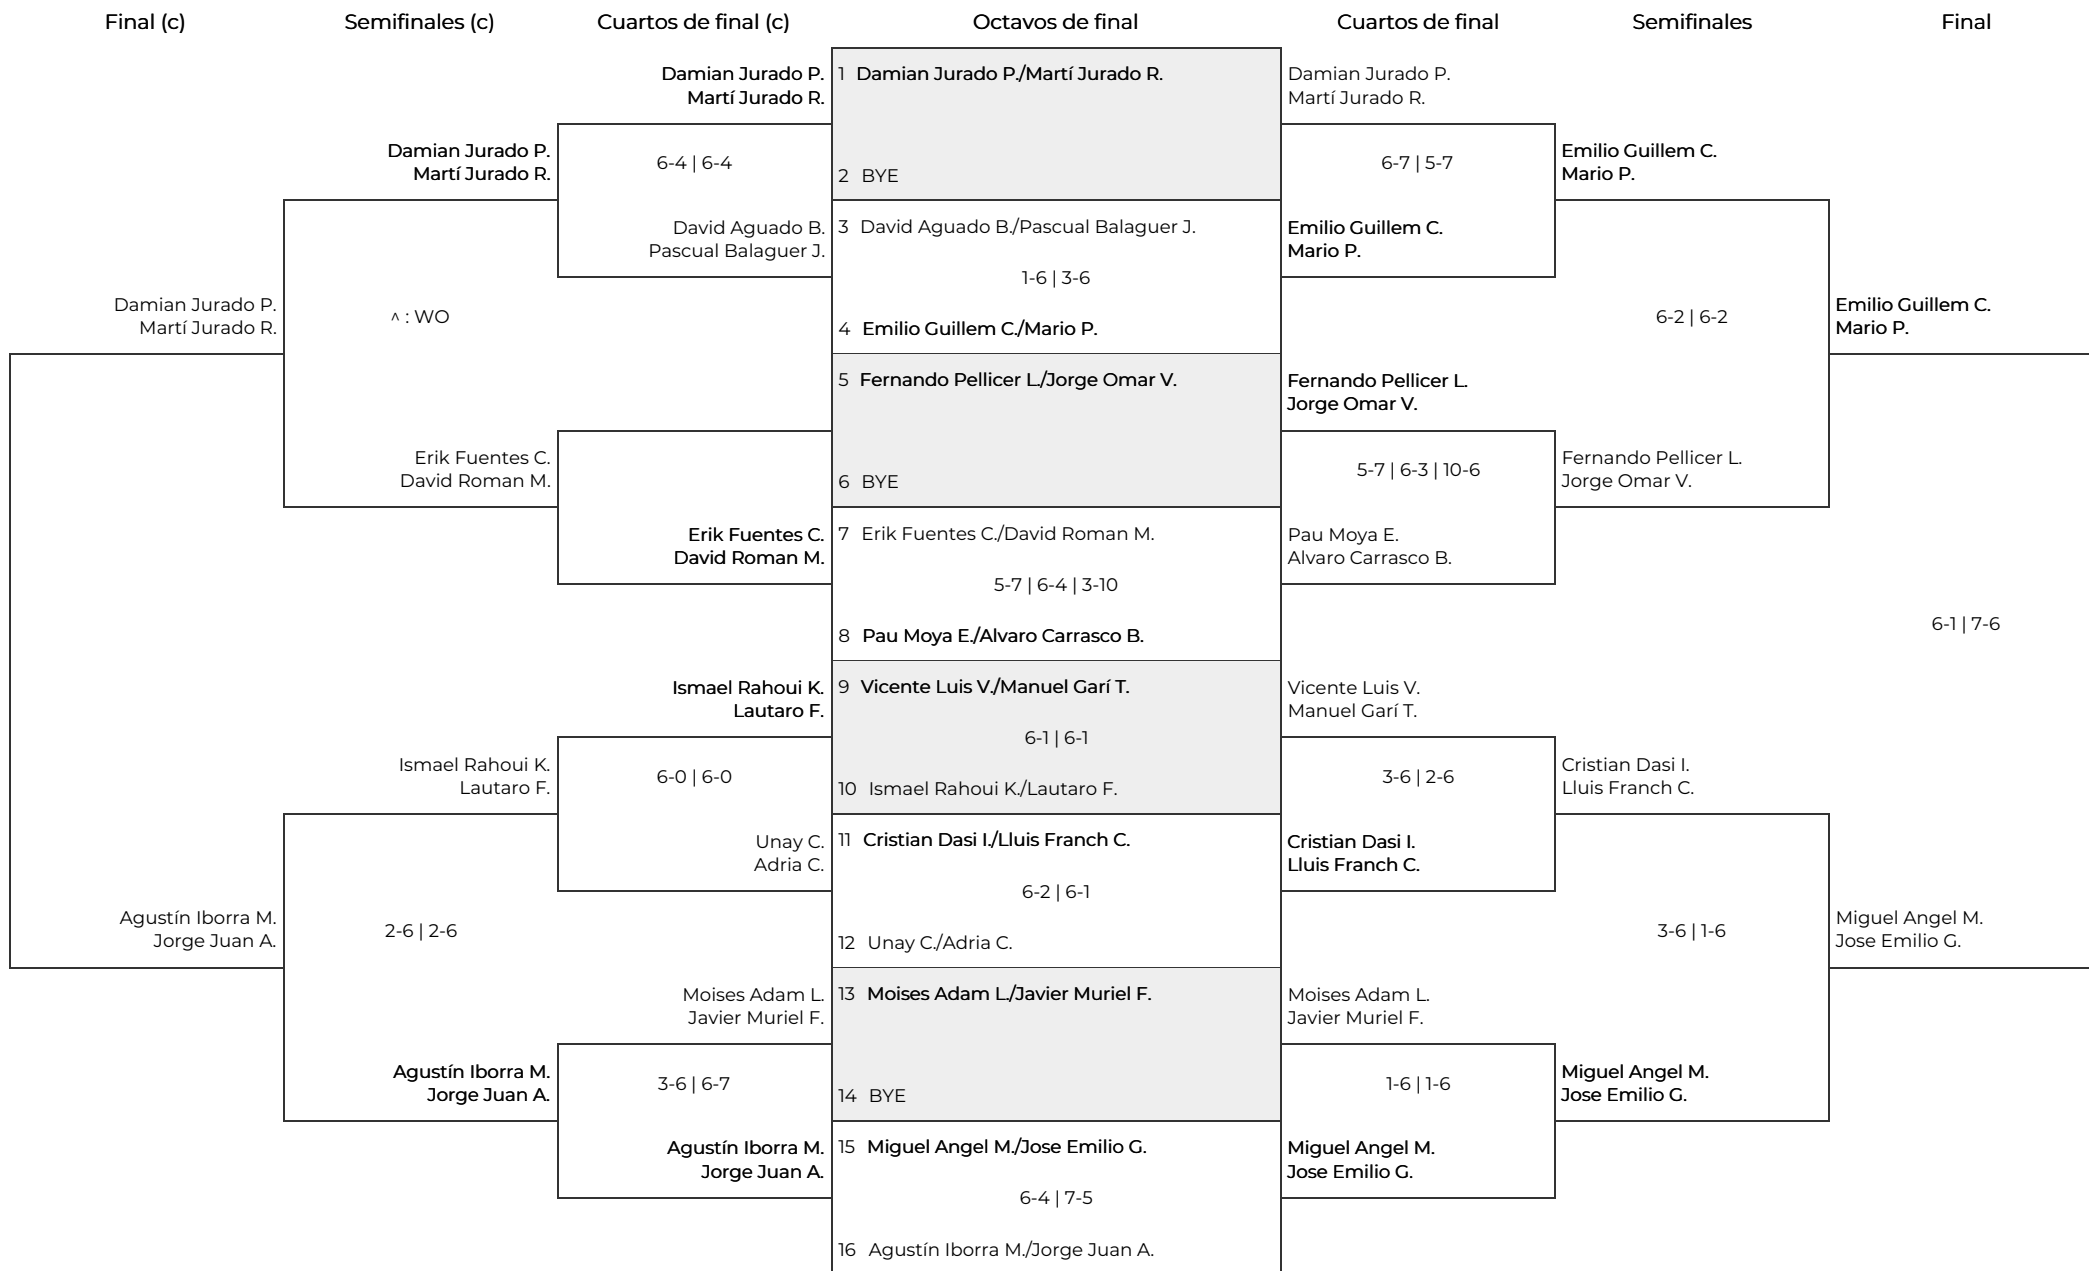 Final (c) Semifinales (c) Cuartos de final (c) Octavos de final Cuartos de final Semifinales Final
Damian Jurado P. 1 Damian Jurado P./Martí Jurado R. Damian Jurado P.
Martí Jurado R. Martí Jurado R.
Damian Jurado P. 6-4 | 6-4 6-7 | 5-7 Emilio Guillem C.
Martí Jurado R. 2 BYE Mario P.
David Aguado B. 3 David Aguado B./Pascual Balaguer J. Emilio Guillem C.
Pascual Balaguer J. Mario P.
1-6 | 3-6
Damian Jurado P. ^ : WO 6-2 | 6-2 Emilio Guillem C.
Martí Jurado R. 4 Emilio Guillem C./Mario P. Mario P.
5 Fernando Pellicer L./Jorge Omar V. Fernando Pellicer L.
Jorge Omar V.
Erik Fuentes C. 5-7 | 6-3 | 10-6 Fernando Pellicer L.
David Roman M. 6 BYE Jorge Omar V.
Erik Fuentes C. 7 Erik Fuentes C./David Roman M. Pau Moya E.
David Roman M. Alvaro Carrasco B.
5-7 | 6-4 | 3-10
8 Pau Moya E./Alvaro Carrasco B. 6-1 | 7-6
Ismael Rahoui K. 9 Vicente Luis V./Manuel Garí T. Vicente Luis V.
Lautaro F. Manuel Garí T.
6-1 | 6-1
Ismael Rahoui K. 6-0 | 6-0 3-6 | 2-6 Cristian Dasi I.
Lautaro F. 10 Ismael Rahoui K./Lautaro F. Lluis Franch C.
Unay C. 11 Cristian Dasi I./Lluis Franch C. Cristian Dasi I.
Adria C. Lluis Franch C.
6-2 | 6-1
Agustín Iborra M. 2-6 | 2-6 3-6 | 1-6 Miguel Angel M.
Jorge Juan A. 12 Unay C./Adria C. Jose Emilio G.
Moises Adam L. 13 Moises Adam L./Javier Muriel F. Moises Adam L.
Javier Muriel F. Javier Muriel F.
Agustín Iborra M. 3-6 | 6-7 1-6 | 1-6 Miguel Angel M.
Jorge Juan A. 14 BYE Jose Emilio G.
Agustín Iborra M. 15 Miguel Angel M./Jose Emilio G. Miguel Angel M.
Jorge Juan A. Jose Emilio G.
6-4 | 7-5
16 Agustín Iborra M./Jorge Juan A.